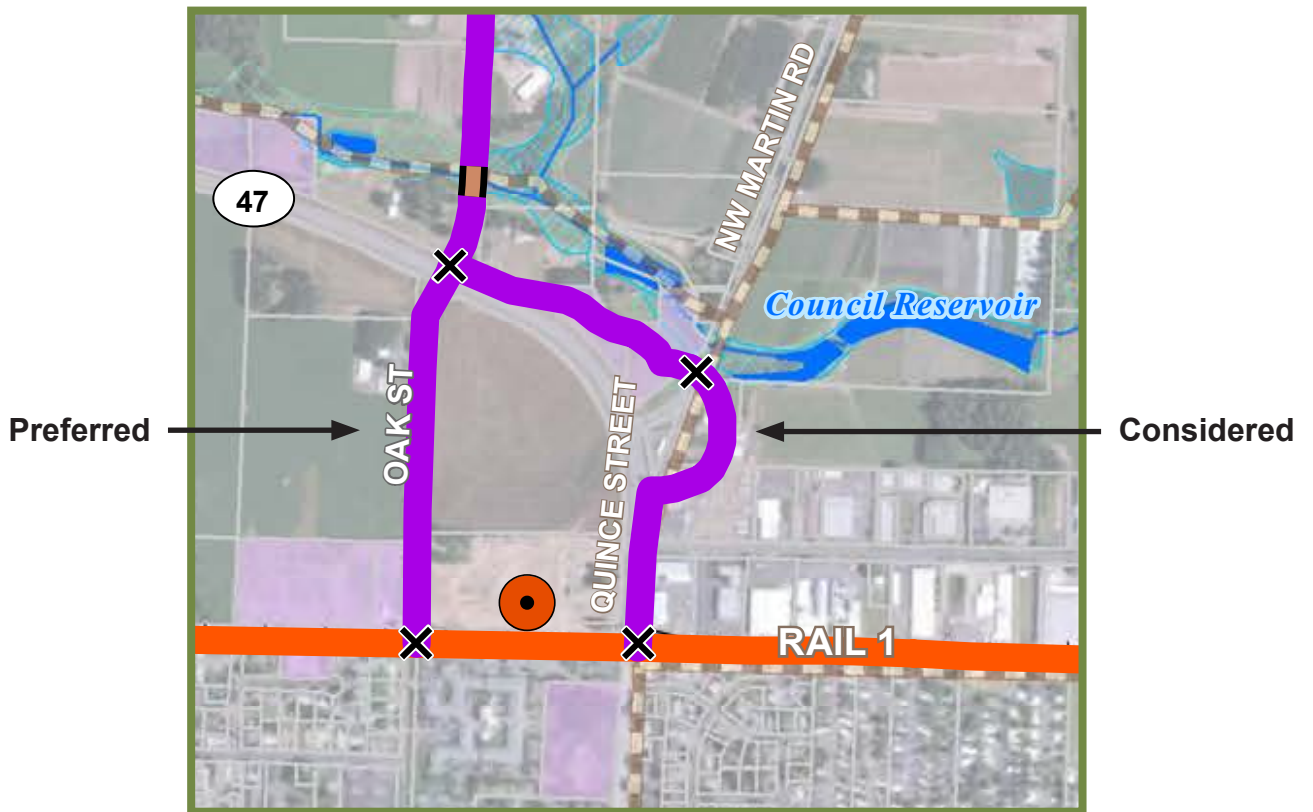 47
NW MARTIN RD
Council Reservoir
OAK ST
QUINCE STREET
Preferred
Considered
RAIL 1